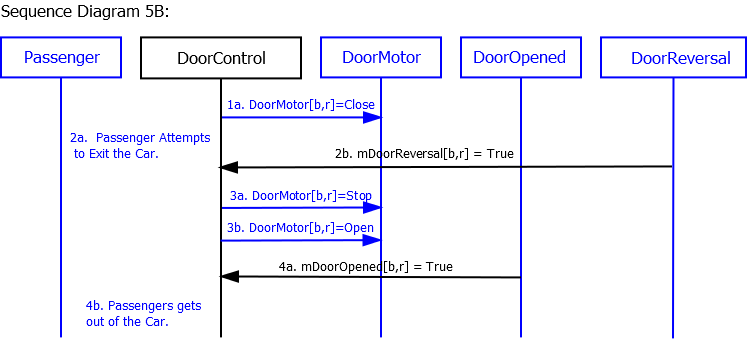 Sequence Diagram 5B:
Passenger
DoorControl
DoorMotor
DoorOpened
DoorReversal
1a. DoorMotor[b,r]=Close
2a. Passenger Attempts
to Exit the Car.
2b. mDoorReversal[b,r] = True
3a. DoorMotor[b,r]=Stop
3b. DoorMotor[b,r]=Open
4a. mDoorOpened[b,r] = True
4b. Passengers gets
out of the Car.